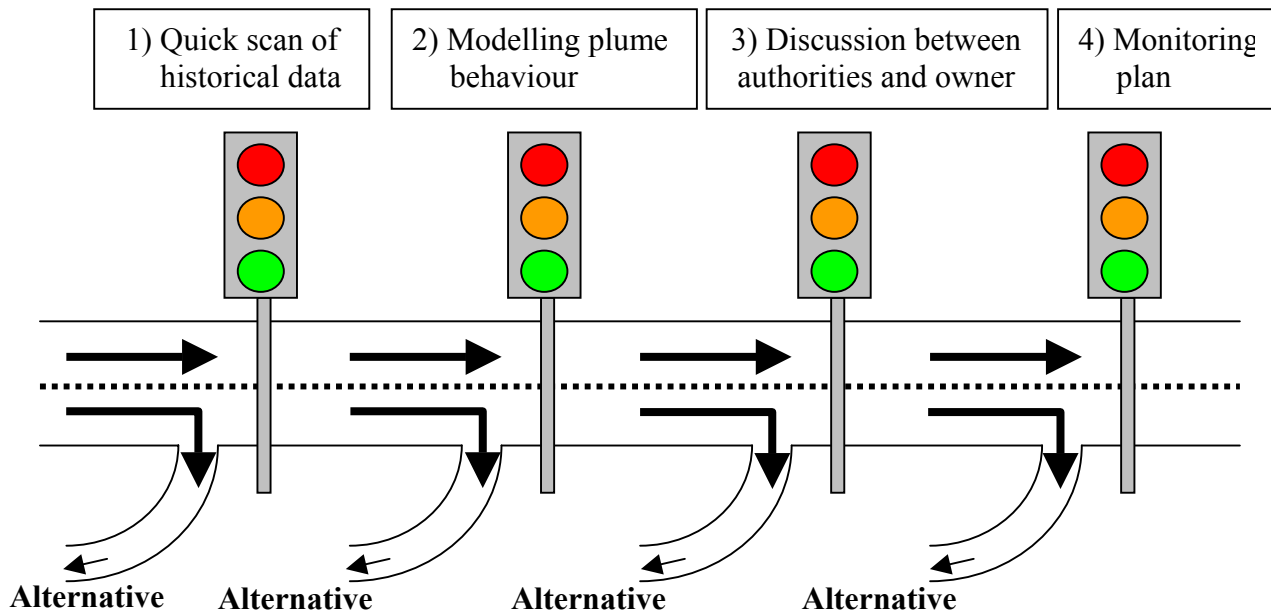 1) Quick scan of
historical data
2) Modelling plume
behaviour
3) Discussion between
authorities and owner
4) Monitoring
plan
Alternative
Alternative
Alternative
Alternative